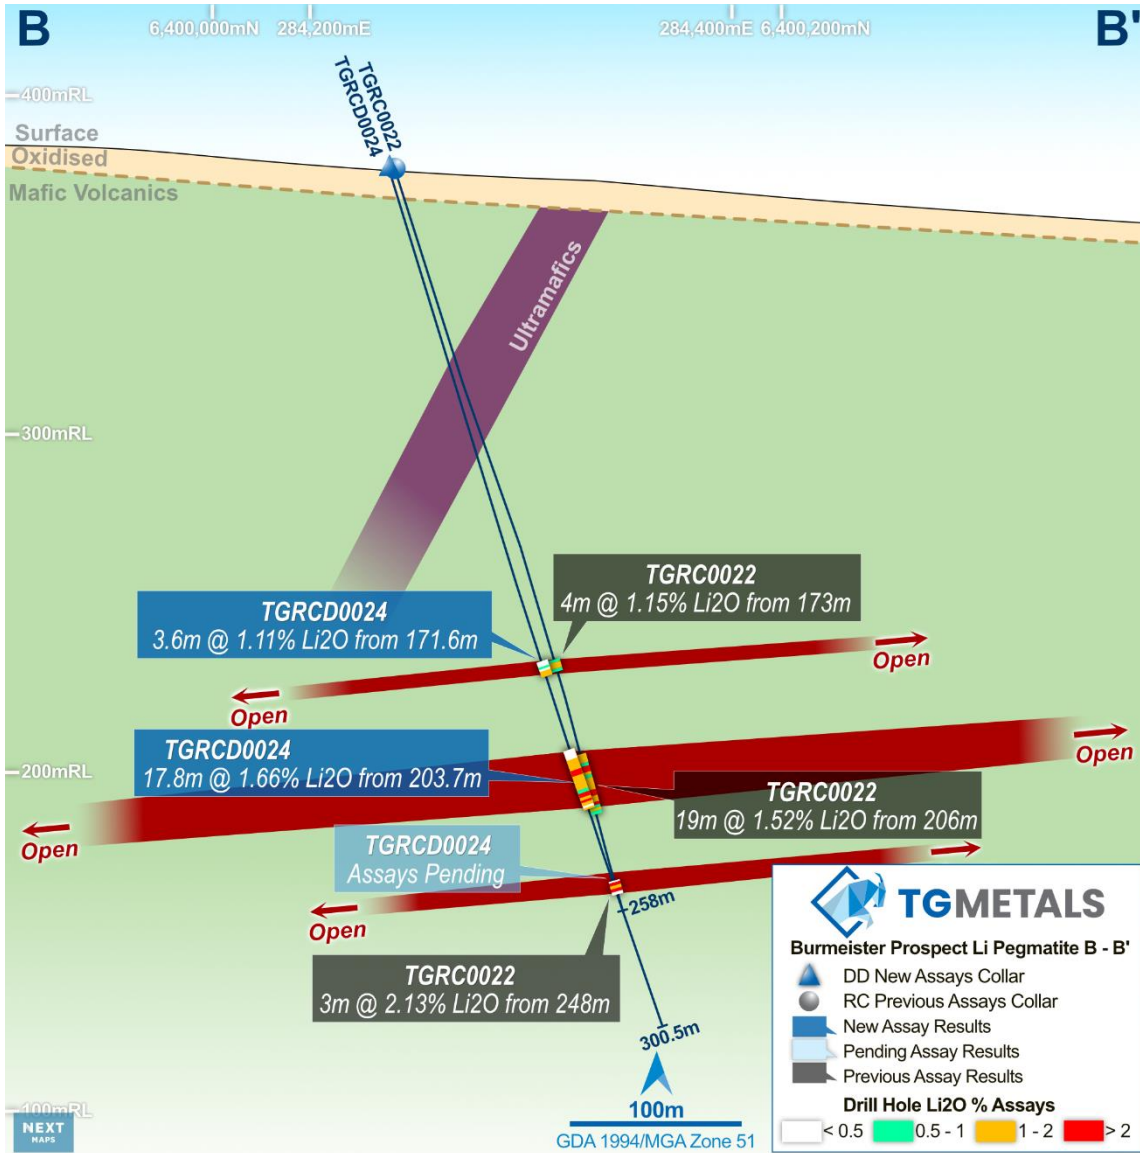 B
B'
6,400,000mN
284,200mE
284,400mE
6,400,200mN
TGRC0022
TGRCD0024
400mRL
Surface
Oxidised
Mafic Volcanics
Ultramafics
300mRL
TGRC0022
4m @ 1.15% Li2O from 173m
TGRCD0024
3.6m @ 1.11% Li2O from 171.6m
Open
Open
TGRCD0024
17.8m @ 1.66% Li2O from 203.7m
200mRL
Open
TGRC0022
19m @ 1.52% Li2O from 206m
Open
TGRCD0024
Assays Pending
Open
Open
258m
TGRC0022
3m @ 2.13% Li2O from 248m
300.5m
100mRL
NEXT
MAPS
100m
GDA 1994/MGA Zone 51
TGMETALS
Burmeister Prospect Li Pegmatite B - B'
DD New Assays Collar
RC Previous Assays Collar
New Assay Results
Pending Assay Results
Previous Assay Results
Drill Hole Li2O % Assays
< 0.5 0.5 - 1 1 - 2 > 2